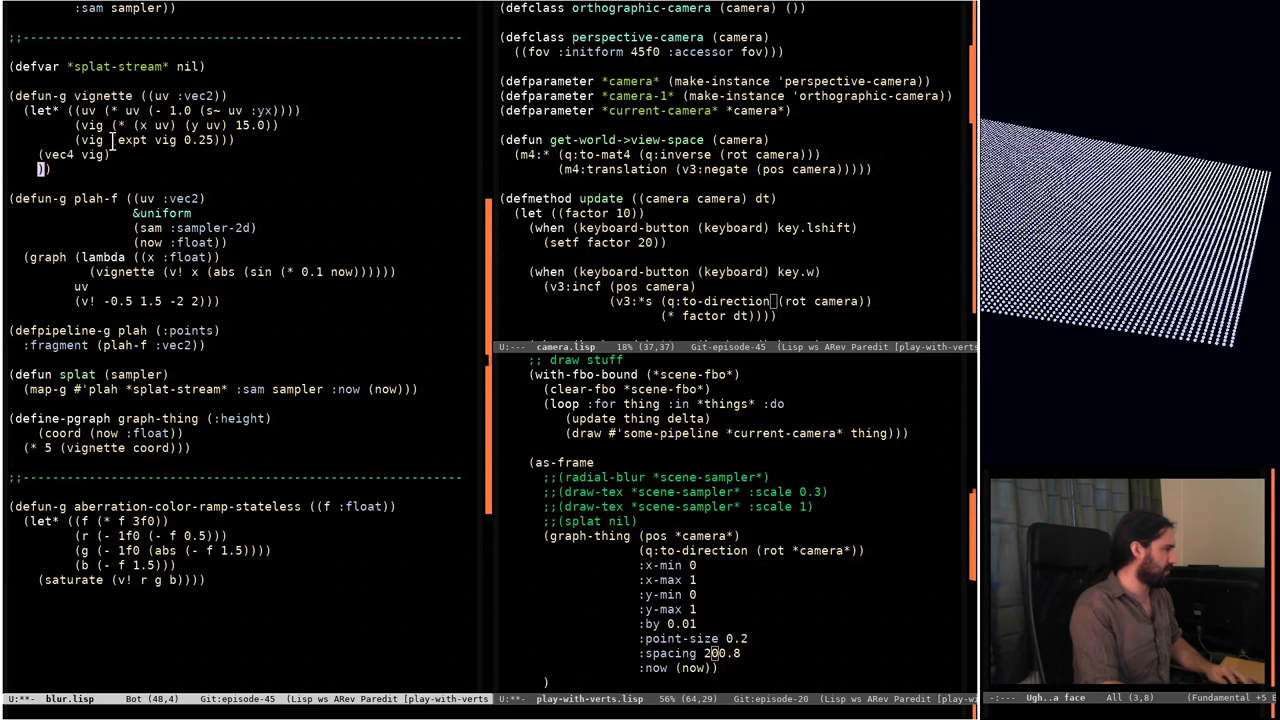 :sam sampler))
;;------------------------------------------------------------
(defvar *splat-stream* nil)
(defun-g vignette ((uv :vec2))
(let* ((uv (* uv (- 1.0 (s~ uv :yx))))
(vig (* (x uv) (y uv) 15.0))
(vig (expt vig 0.25)))
(vec4 vig)
))
(defun-g plah-f ((uv :vec2)
&uniform
(sam :sampler-2d)
(now :float))
(graph (lambda ((x :float))
(vignette (v! x (abs (sin (* 0.1 now))))))
uv
(v! -0.5 1.5 -2 2)))
(defpipeline-g plah (:points)
:fragment (plah-f :vec2))
(defun splat (sampler)
(map-g #'plah *splat-stream* :sam sampler :now (now)))
(define-pgraph graph-thing (:height)
(coord (now :float))
(* 5 (vignette coord)))
;;------------------------------------------------------------
(defun-g aberration-color-ramp-stateless ((f :float))
(let* ((f (* f 3f0))
(r (- 1f0 (- f 0.5)))
(g (- 1f0 (abs (- f 1.5))))
(b (- f 1.5)))
(saturate (v! r g b))))
U:**-  blur.lisp      Bot (48,4)     Git:episode-45  (Lisp ws ARev Paredit [play-with-verts
(defclass orthographic-camera (camera) ())
(defclass perspective-camera (camera)
((fov :initform 45f0 :accessor fov)))
(defparameter *camera* (make-instance 'perspective-camera))
(defparameter *camera-1* (make-instance 'orthographic-camera))
(defparameter *current-camera* *camera*)
(defun get-world->view-space (camera)
(m4:* (q:to-mat4 (q:inverse (rot camera)))
(m4:translation (v3:negate (pos camera)))))
(defmethod update ((camera camera) dt)
(let ((factor 10))
(when (keyboard-button (keyboard) key.lshift)
(setf factor 20))
(when (keyboard-button (keyboard) key.w)
(v3:incf (pos camera)
(v3:*s (q:to-direction (rot camera))
(* factor dt))))
U:---  camera.lisp    18% (37,37)    Git:episode-45  (Lisp ws ARev Paredit [play-with-verts
;; draw stuff
(with-fbo-bound (*scene-fbo*)
(clear-fbo *scene-fbo*)
(loop :for thing :in *things* :do
(update thing delta)
(draw #'some-pipeline *current-camera* thing)))
(as-frame
;;(radial-blur *scene-sampler*)
;;(draw-tex *scene-sampler* :scale 0.3)
;;(draw-tex *scene-sampler* :scale 1)
;;(splat nil)
(graph-thing (pos *camera*)
(q:to-direction (rot *camera*))
:x-min 0
:x-max 1
:y-min 0
:y-max 1
:by 0.01
:point-size 0.2
:spacing 200.8
:now (now))
)
U:**-  play-with-verts.lisp   56% (64,29)    Git:episode-20  (Lisp ws ARev Paredit [play-wi
-:---  Ugh..a face    All (3,8)      (Fundamental +5 E